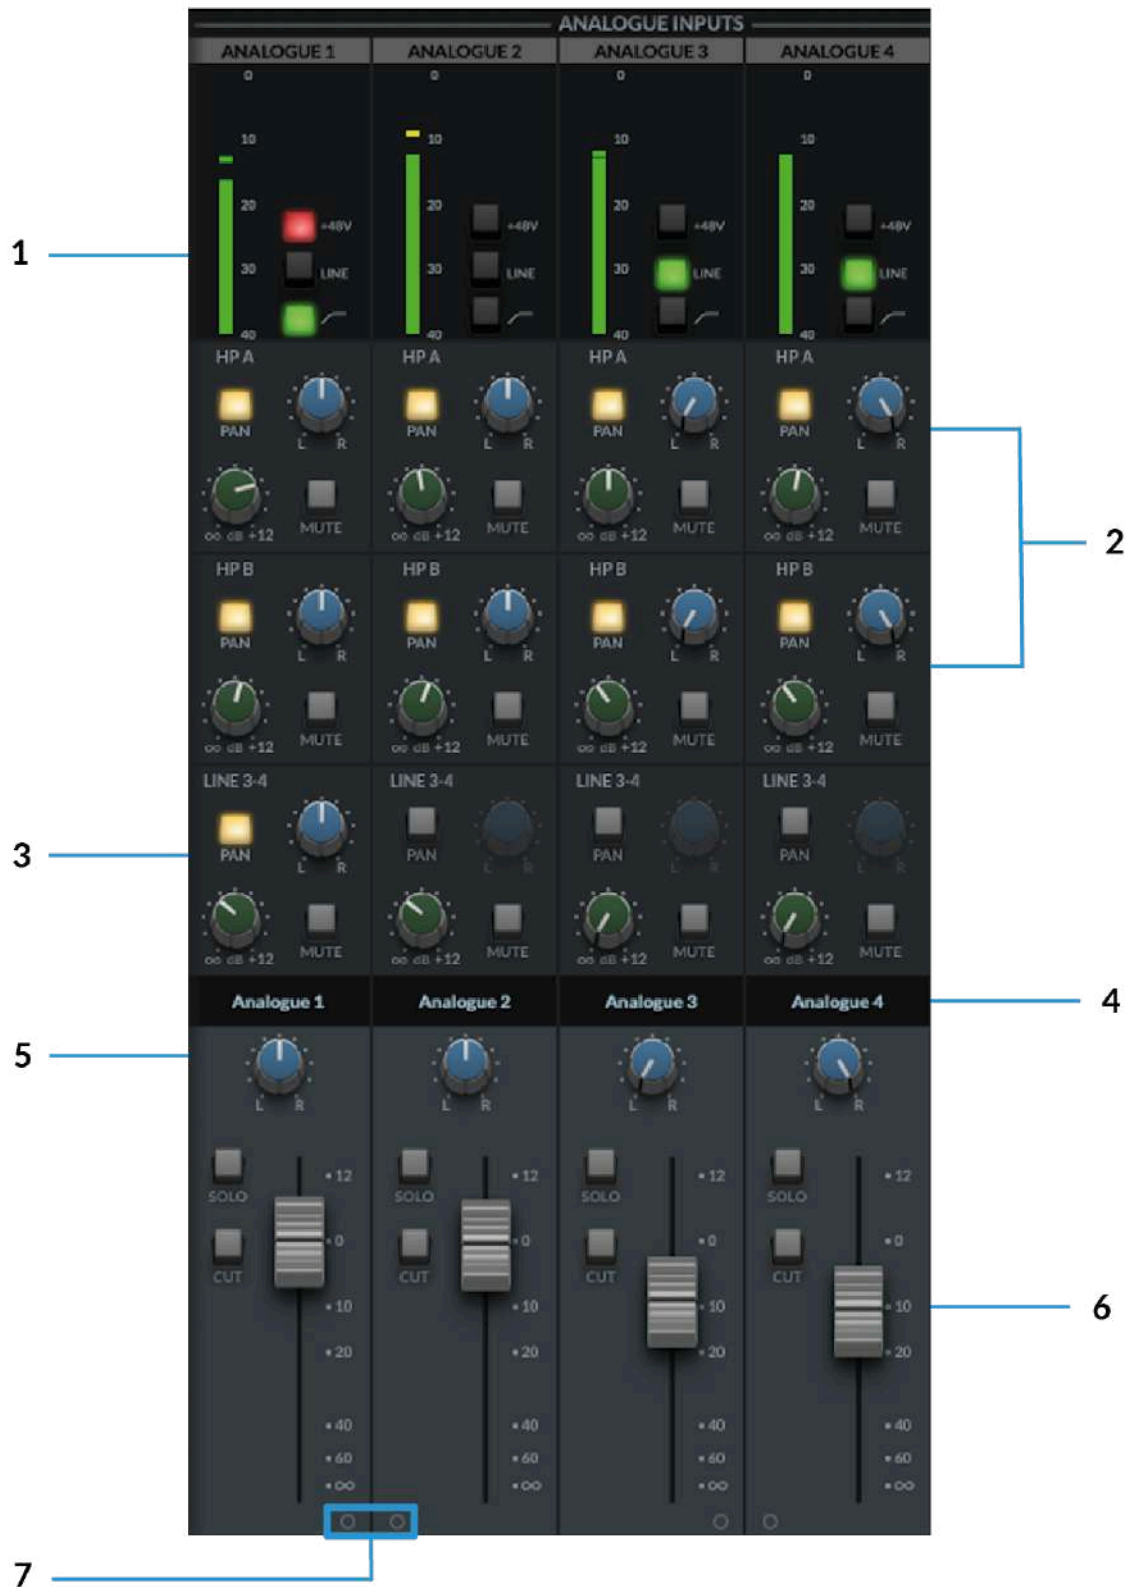 ANALOGUE INPUTS
ANALOGUE 1 ANALOGUE 2 ANALOGUE 3 ANALOGUE 4
0 0 0 0
10 10 10 10
20 20 20 20
+48V +48V +48V +48V
1
30 LINE 30 LINE 30 LINE 30 LINE
40 40 40 40
HP A HP A HP A HP A
PAN L R PAN L R PAN L R PAN L R
∞ dB +12 MUTE ∞ dB +12 MUTE ∞ dB +12 MUTE ∞ dB +12 MUTE
2
HP B HP B HP B HP B
PAN L R PAN L R PAN L R PAN L R
∞ dB +12 MUTE ∞ dB +12 MUTE ∞ dB +12 MUTE ∞ dB +12 MUTE
LINE 3-4 LINE 3-4 LINE 3-4 LINE 3-4
3
PAN L R PAN L R PAN L R PAN L R
∞ dB +12 MUTE ∞ dB +12 MUTE ∞ dB +12 MUTE ∞ dB +12 MUTE
Analogue 1 Analogue 2 Analogue 3 Analogue 4
4
5
L R L R L R L R
12 12 12 12
SOLO SOLO SOLO SOLO
0 0 0 0
CUT CUT CUT CUT
10 10 10 10
6
20 20 20 20
40 40 40 40
60 60 60 60
∞ ∞ ∞ ∞
7